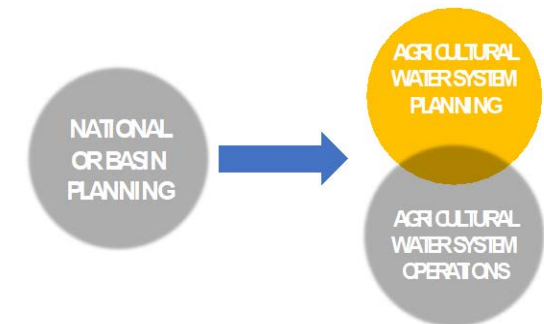 NATIONAL
OR BASIN
PLANNING
AGRICULTURAL
WATER SYSTEM
PLANNING
AGRICULTURAL
WATER SYSTEM
OPERATIONS